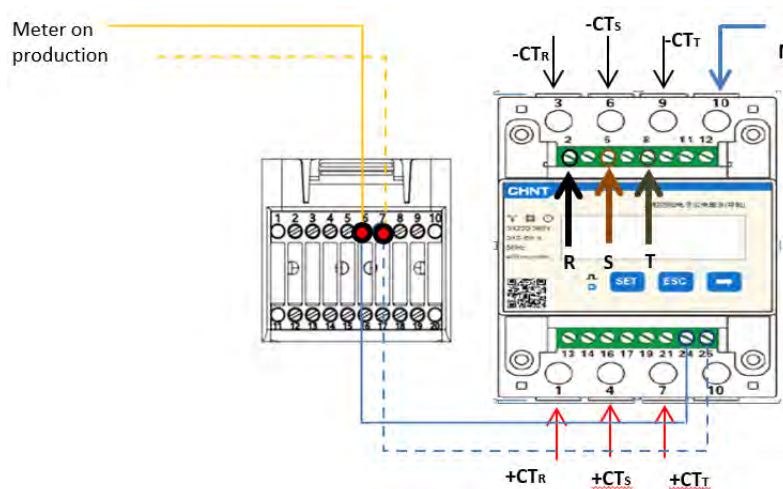 Meter on
production
-CTR
-CTS
-CTT
3 6 9 10
2 5 8 11 12
CHNT
R S T
SET ESC
1 2 3 4 5 6 7 8 9 10
11 12 13 14 15 16 17 18 19 20
13 14 16 17 19 21 24 25
1 4 7 10
+CTR +CTS +CTT